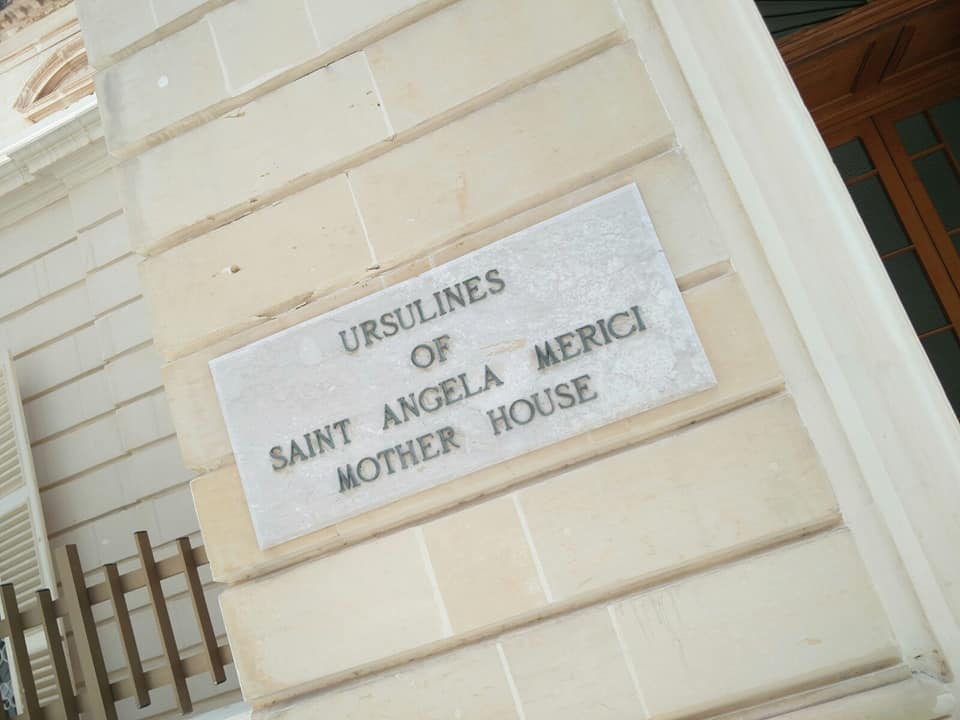 URSULINES
OF
SAINT ANGELA MERICI
MOTHER HOUSE